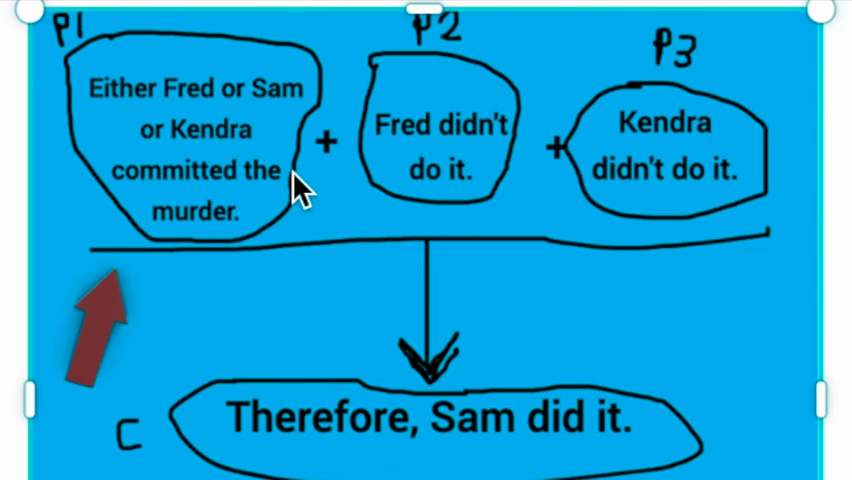 P1
Either Fred or Sam
or Kendra
committed the
murder.
+
P2
Fred didn't
do it.
+
P3
Kendra
didn't do it.
C
Therefore, Sam did it.